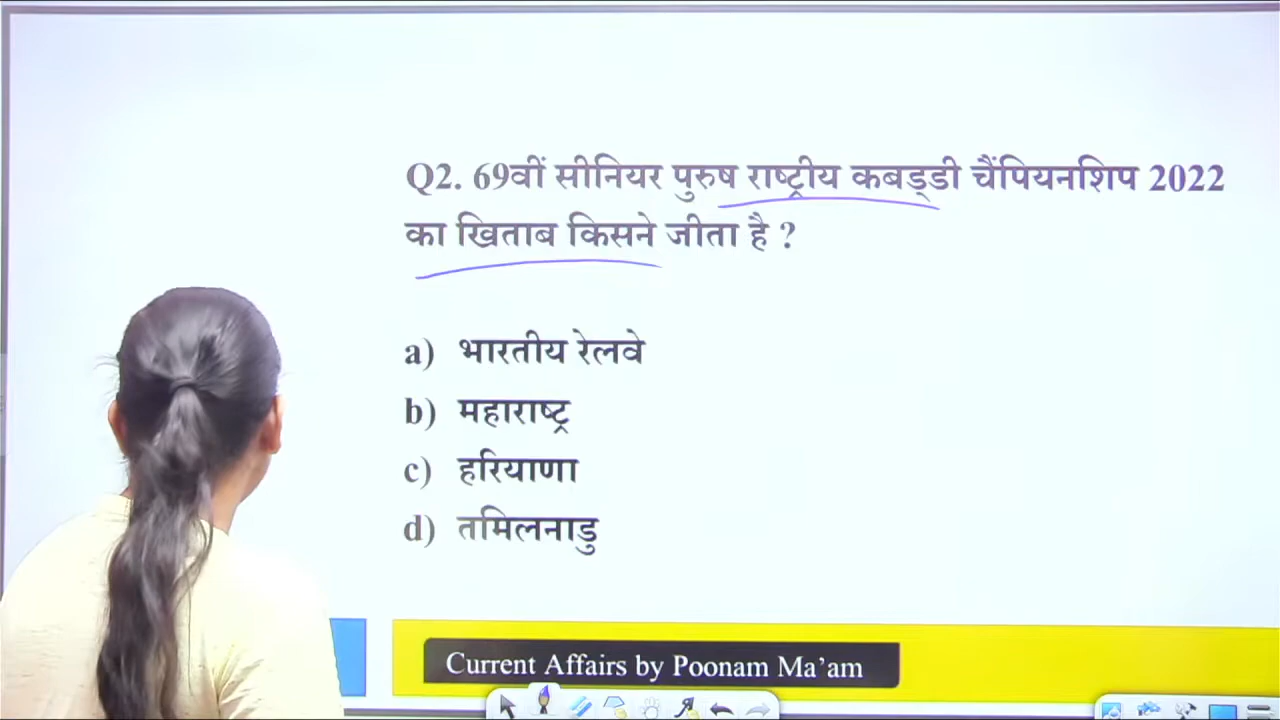 Q2. 69वीं सीनियर पुरुष राष्ट्रीय कबड्डी चैंपियनशिप 2022
का खिताब किसने जीता है ?
a) भारतीय रेलवे
b) महाराष्ट्र
c) हरियाणा
d) तमिलनाडु
Current Affairs by Poonam Ma’am